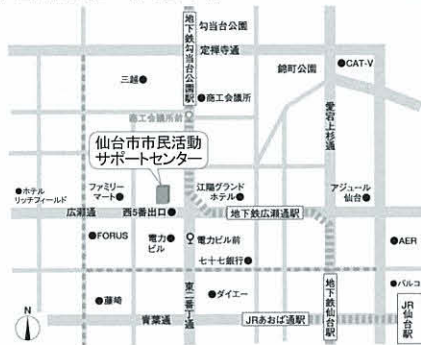 勾当台公園
定禅寺通
地下鉄勾当台公園駅
錦町公園
●CAT-V
三越●
●商工会議所
商工会議所前
愛宕上杉通
仙台市市民活動
サポートセンター
●ホテル
リッチフィールド
ファミリー
マート●
江陽グランド
ホテル●
アジュール
仙台●
広瀬通
西5番出口●
地下鉄広瀬通駅
●FORUS
電力●
ビル
電力ビル前
●AER
七十七銀行●
東二番丁通
●藤崎
●ダイエー
地下鉄仙台駅
●パルコ
JR仙台駅
N
青葉通
JRあおば通駅